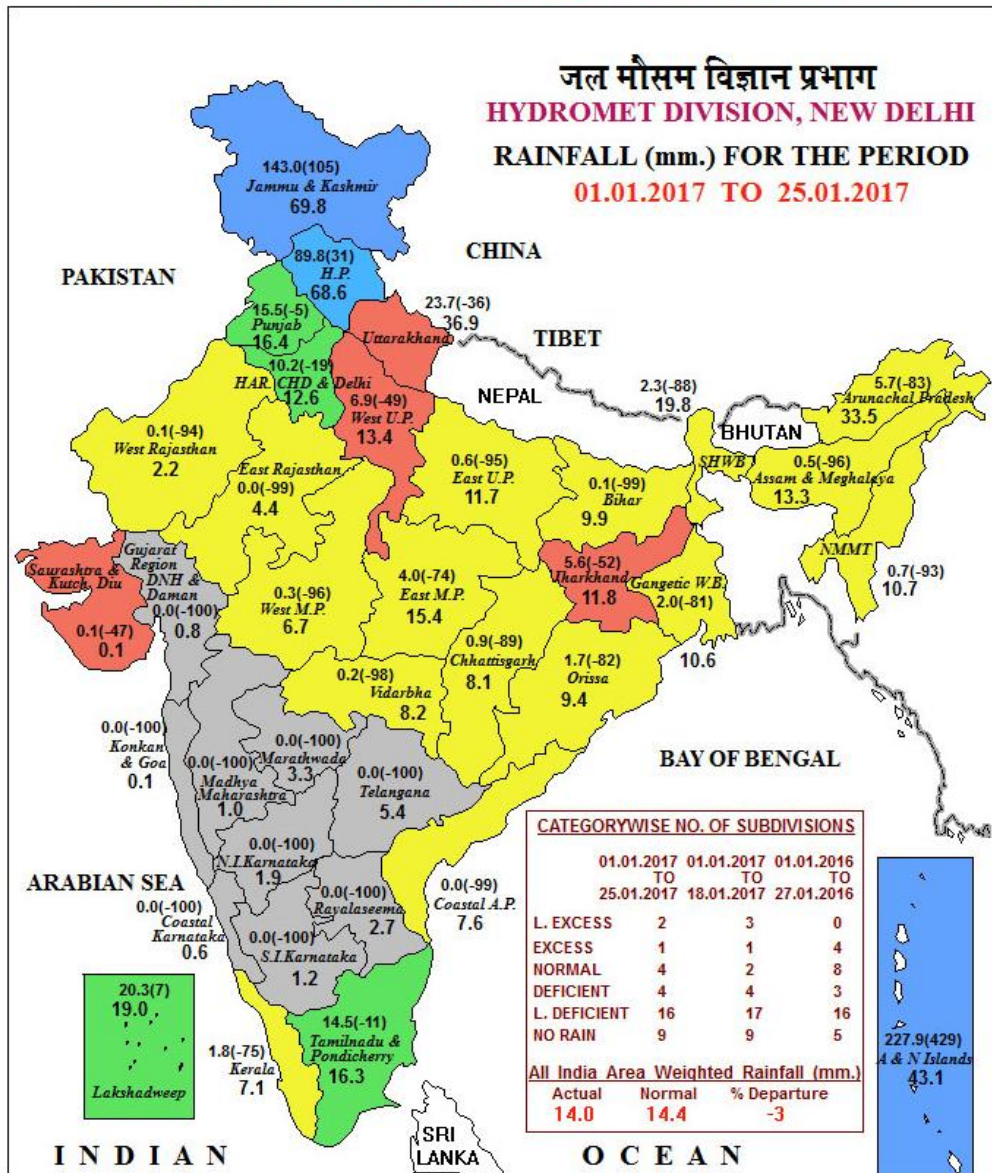 जल मौसम विज्ञान प्रभाग
HYDROMET DIVISION, NEW DELHI
RAINFALL (mm.) FOR THE PERIOD
01.01.2017 TO 25.01.2017
143.0(105)
Jammu & Kashmir
69.8
CHINA
89.8(31)
H.P.
68.6
PAKISTAN
23.7(-36)
36.9
Uttarakhand
15.5(-5)
Punjab
16.4
TIBET
10.2(-19)
HAR. CHD & Delhi
12.6
6.9(-49)
West U.P.
13.4
NEPAL
2.3(-88)
19.8
SHWB
BHUTAN
5.7(-83)
Arunachal Pradesh
33.5
0.1(-94)
West Rajasthan
2.2
East Rajasthan
0.0(-99)
4.4
0.6(-95)
East U.P.
11.7
0.1(-99)
Bihar
9.9
0.5(-96)
Assam & Meghalaya
13.3
NMMT
0.7(-93)
10.7
Gujarat
Region
DNH &
Daman
0.0(-100)
0.8
Saurashtra &
Kutch, Diu
0.1(-47)
0.1
0.3(-96)
West M.P.
6.7
4.0(-74)
East M.P.
15.4
5.6(-52)
Jharkhand
11.8
Gangetic W.B.
2.0(-81)
10.6
0.9(-89)
Chhattisgarh
8.1
1.7(-82)
Orissa
9.4
0.2(-98)
Vidarbha
8.2
0.0(-100)
Konkan
& Goa
0.1
0.0(-100)
Madhya
Maharashtra
1.0
0.0(-100)
Marathwada
3.3
0.0(-100)
Telangana
5.4
BAY OF BENGAL
0.0(-100)
N.I.Karnataka
1.9
ARABIAN SEA
0.0(-100)
Coastal
Karnataka
0.6
0.0(-100)
Rayalaseema
2.7
0.0(-99)
Coastal A.P.
7.6
0.0(-100)
S.I.Karnataka
1.2
20.3(7)
19.0
Lakshadweep
1.8(-75)
Kerala
7.1
14.5(-11)
Tamilnadu &
Pondicherry
16.3
CATEGORYWISE NO. OF SUBDIVISIONS
01.01.2017 01.01.2017 01.01.2016
TO TO TO
25.01.2017 18.01.2017 27.01.2016
L. EXCESS 2 3 0
EXCESS 1 1 4
NORMAL 4 2 8
DEFICIENT 4 4 3
L. DEFICIENT 16 17 16
NO RAIN 9 9 5
All India Area Weighted Rainfall (mm.)
Actual Normal % Departure
14.0 14.4 -3
227.9(429)
A & N Islands
43.1
SRI
LANKA
INDIAN OCEAN